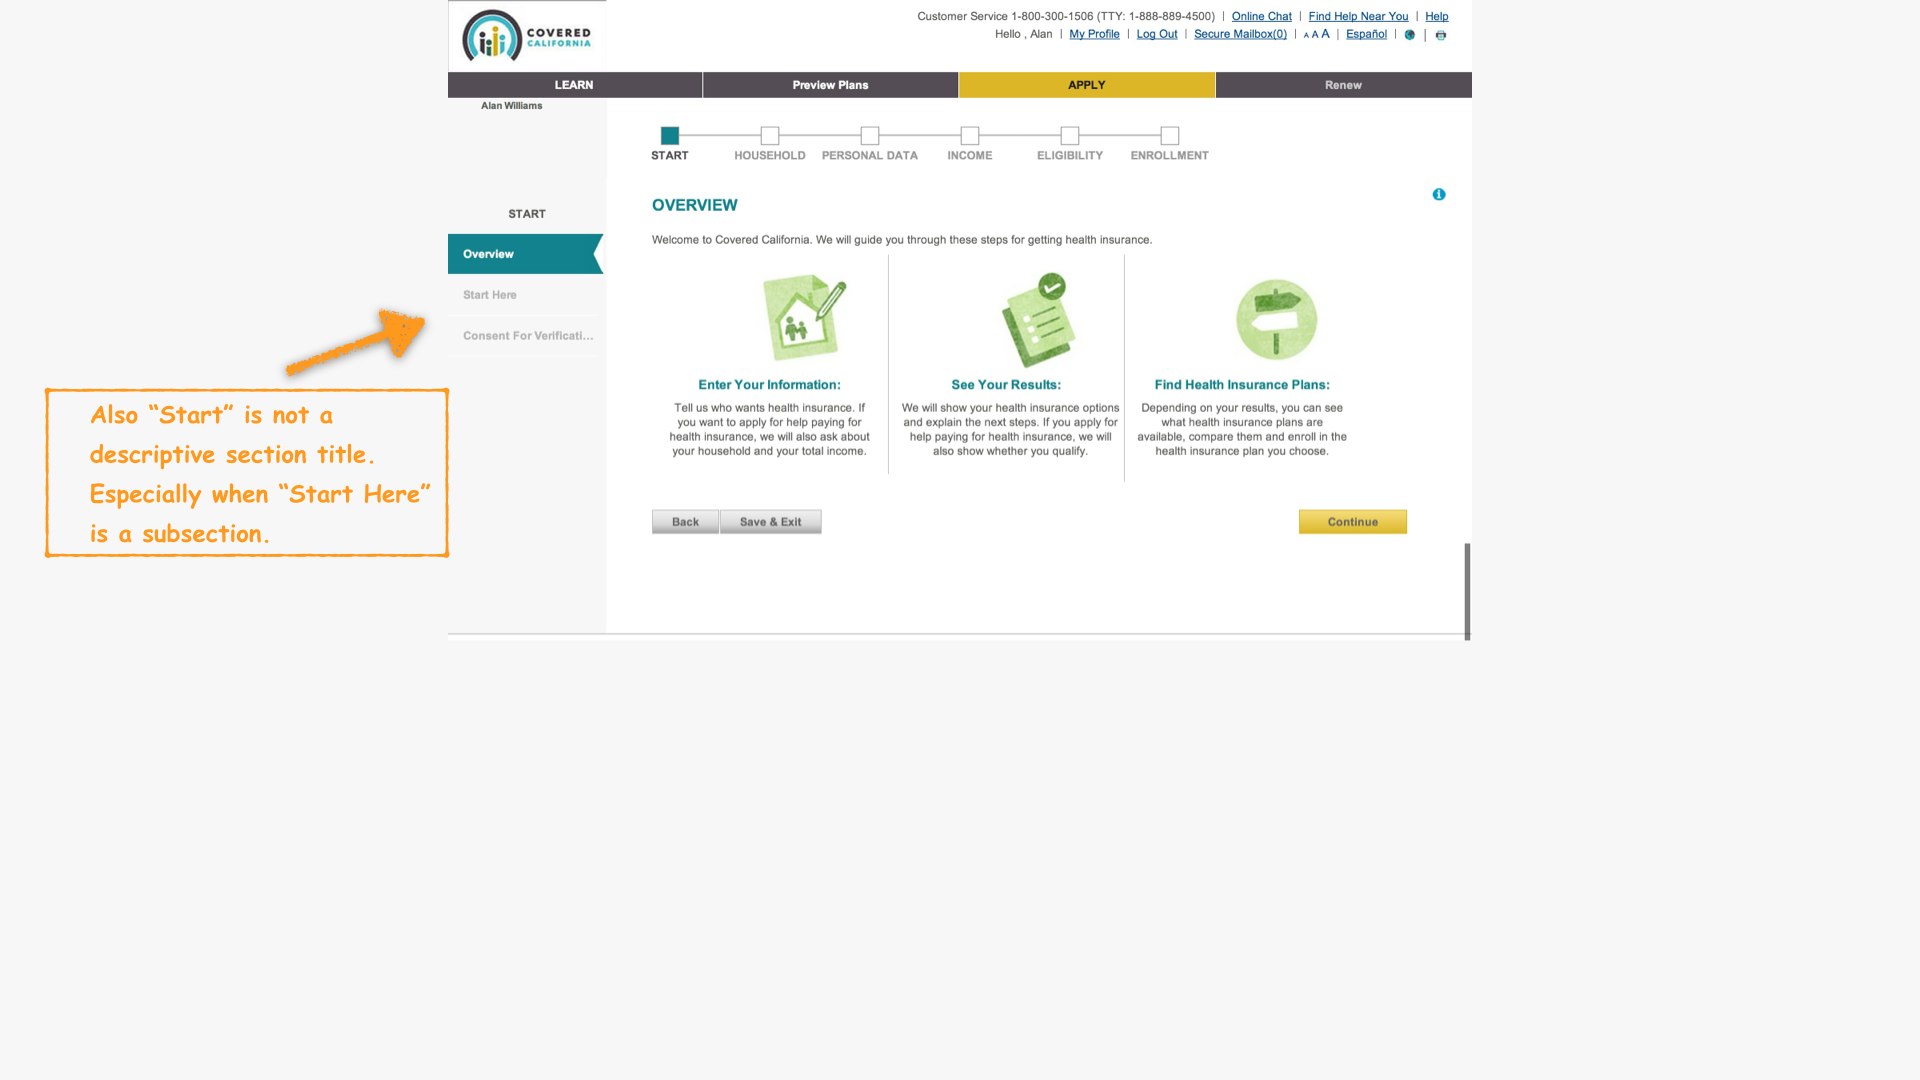 COVERED
CALIFORNIA
Customer Service 1-800-300-1506 (TTY: 1-888-889-4500) | Online Chat | Find Help Near You | Help
Hello , Alan | My Profile | Log Out | Secure Mailbox(0) | A A A | Español |
LEARN Preview Plans APPLY Renew
Alan Williams
START HOUSEHOLD PERSONAL DATA INCOME ELIGIBILITY ENROLLMENT
START
Overview
Start Here
Consent For Verificati...
OVERVIEW
Welcome to Covered California. We will guide you through these steps for getting health insurance.
Enter Your Information:
Tell us who wants health insurance. If
you want to apply for help paying for
health insurance, we will also ask about
your household and your total income.
See Your Results:
We will show your health insurance options
and explain the next steps. If you apply for
help paying for health insurance, we will
also show whether you qualify.
Find Health Insurance Plans:
Depending on your results, you can see
what health insurance plans are
available, compare them and enroll in the
health insurance plan you choose.
Back Save & Exit Continue
Also “Start” is not a
descriptive section title.
Especially when “Start Here”
is a subsection.